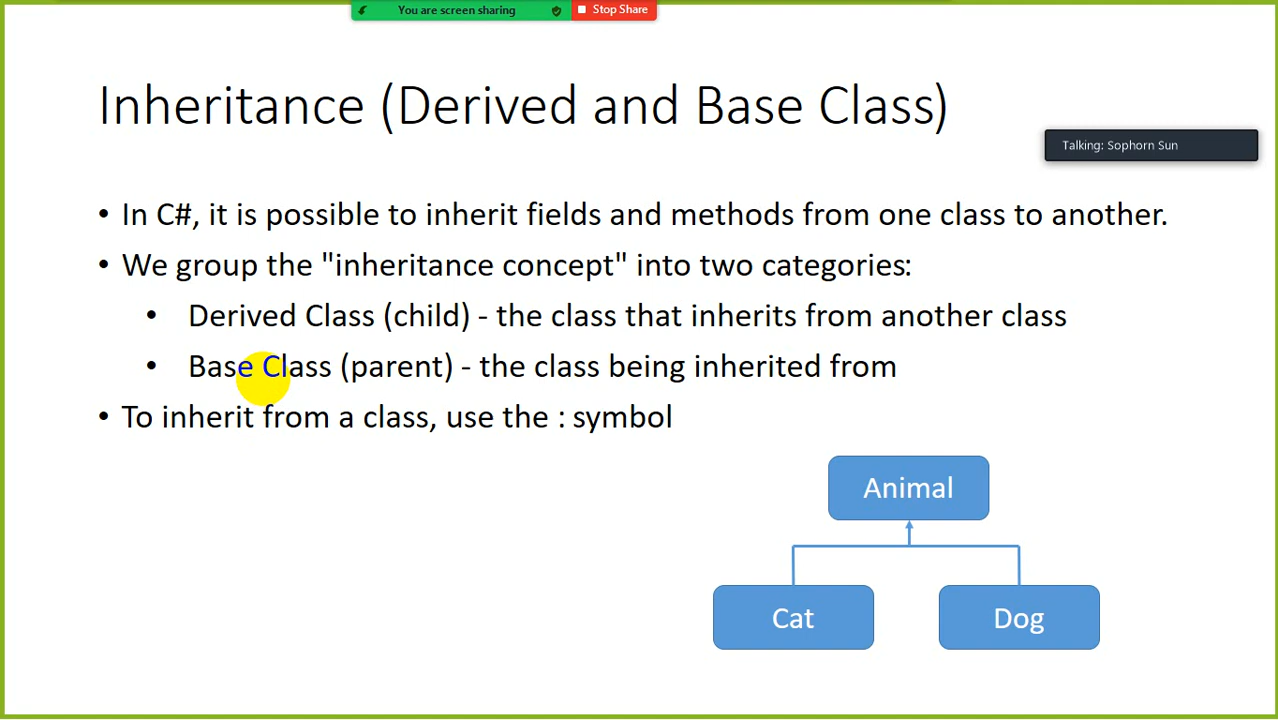 You are screen sharing
Stop Share
Inheritance (Derived and Base Class)
Talking: Sophorn Sun
• In C#, it is possible to inherit fields and methods from one class to another.
• We group the "inheritance concept" into two categories:
• Derived Class (child) - the class that inherits from another class
• Base Class (parent) - the class being inherited from
• To inherit from a class, use the : symbol
Animal
Cat
Dog